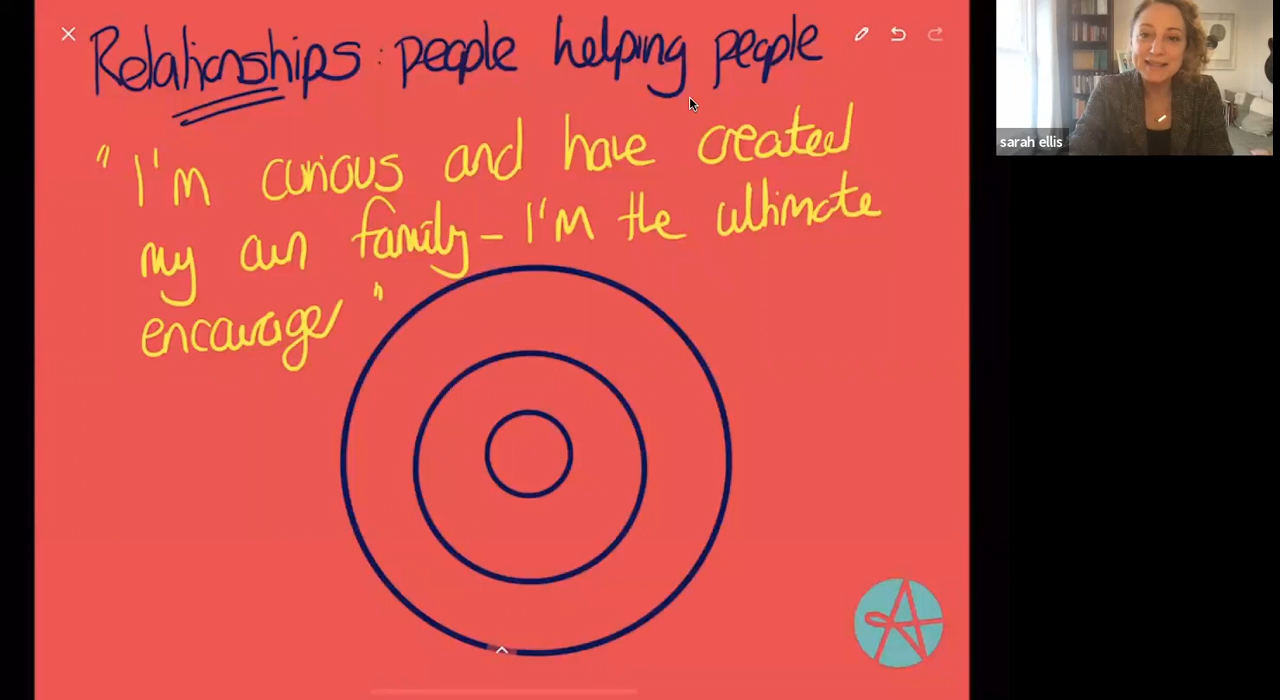 Relationships: people helping people
"I'm curious and have created
my own family - I'm the ultimate
encourager"
sarah ellis